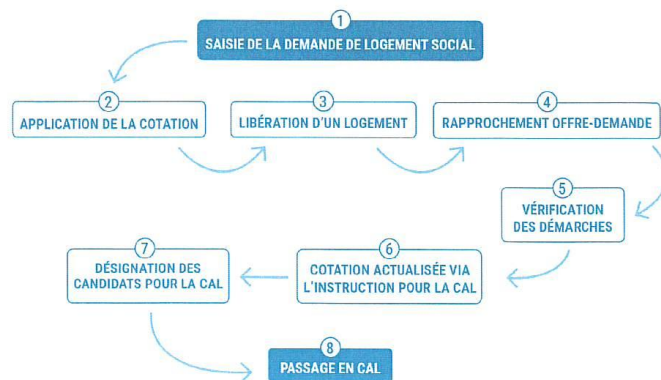 1
SAISIE DE LA DEMANDE DE LOGEMENT SOCIAL
2
APPLICATION DE LA COTATION
3
LIBÉRATION D'UN LOGEMENT
4
RAPPROCHEMENT OFFRE-DEMANDE
5
VÉRIFICATION
DES DÉMARCHES
6
COTATION ACTUALISÉE VIA
L'INSTRUCTION POUR LA CAL
7
DÉSIGNATION DES
CANDIDATS POUR LA CAL
8
PASSAGE EN CAL